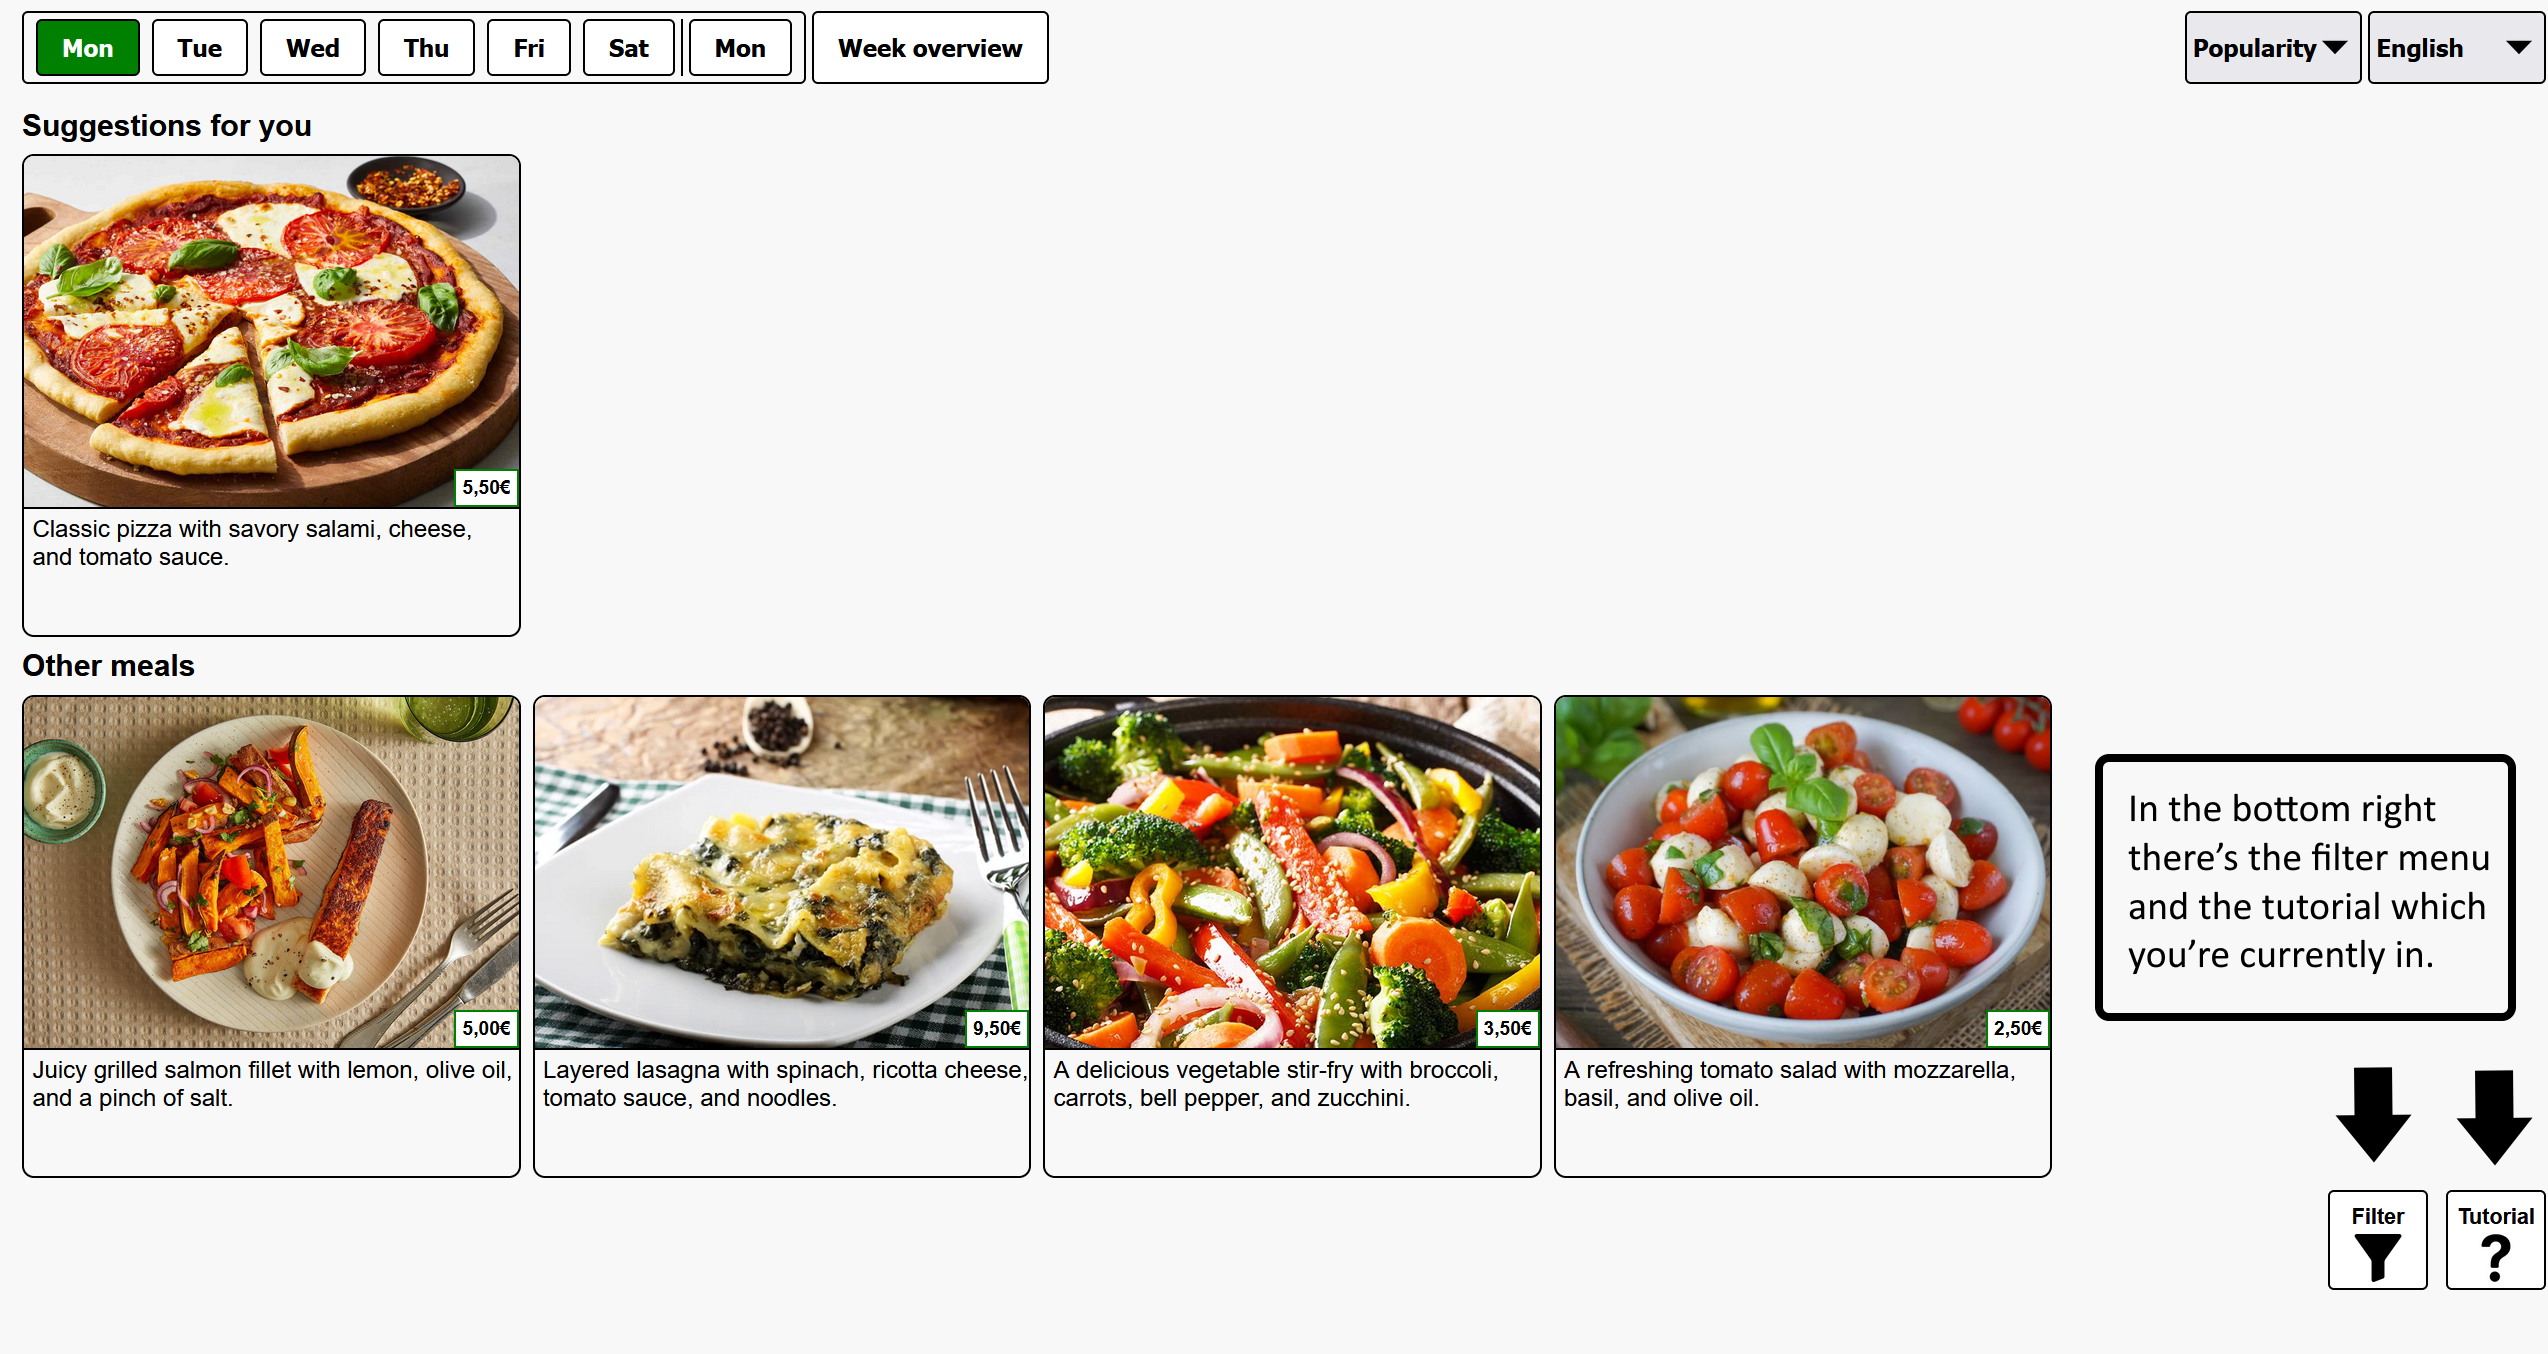 Mon Tue Wed Thu Fri Sat Mon Week overview Popularity English
Suggestions for you
5,50€
Classic pizza with savory salami, cheese,
and tomato sauce.
Other meals
5,00€
Juicy grilled salmon fillet with lemon, olive oil,
and a pinch of salt.
9,50€
Layered lasagna with spinach, ricotta cheese,
tomato sauce, and noodles.
3,50€
A delicious vegetable stir-fry with broccoli,
carrots, bell pepper, and zucchini.
2,50€
A refreshing tomato salad with mozzarella,
basil, and olive oil.
In the bottom right
there’s the filter menu
and the tutorial which
you’re currently in.
Filter
Tutorial
?